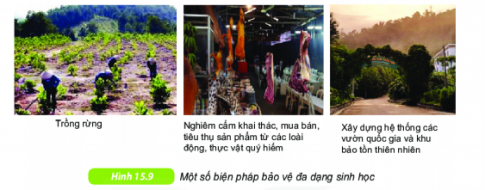 Trồng rừng
Nghiêm cấm khai thác, mua bán,
tiêu thụ sản phẩm từ các loài
động, thực vật quý hiếm
Xây dựng hệ thống các
vườn quốc gia và khu
bảo tồn thiên nhiên
Hình 15.9 Một số biện pháp bảo vệ đa dạng sinh học